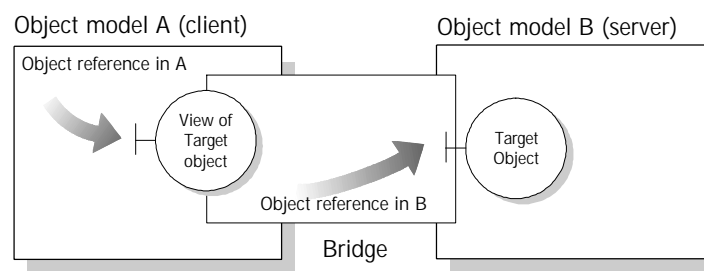 Object model A (client)
Object model B (server)
Object reference in A
View of
Target
object
Target
Object
Object reference in B
Bridge